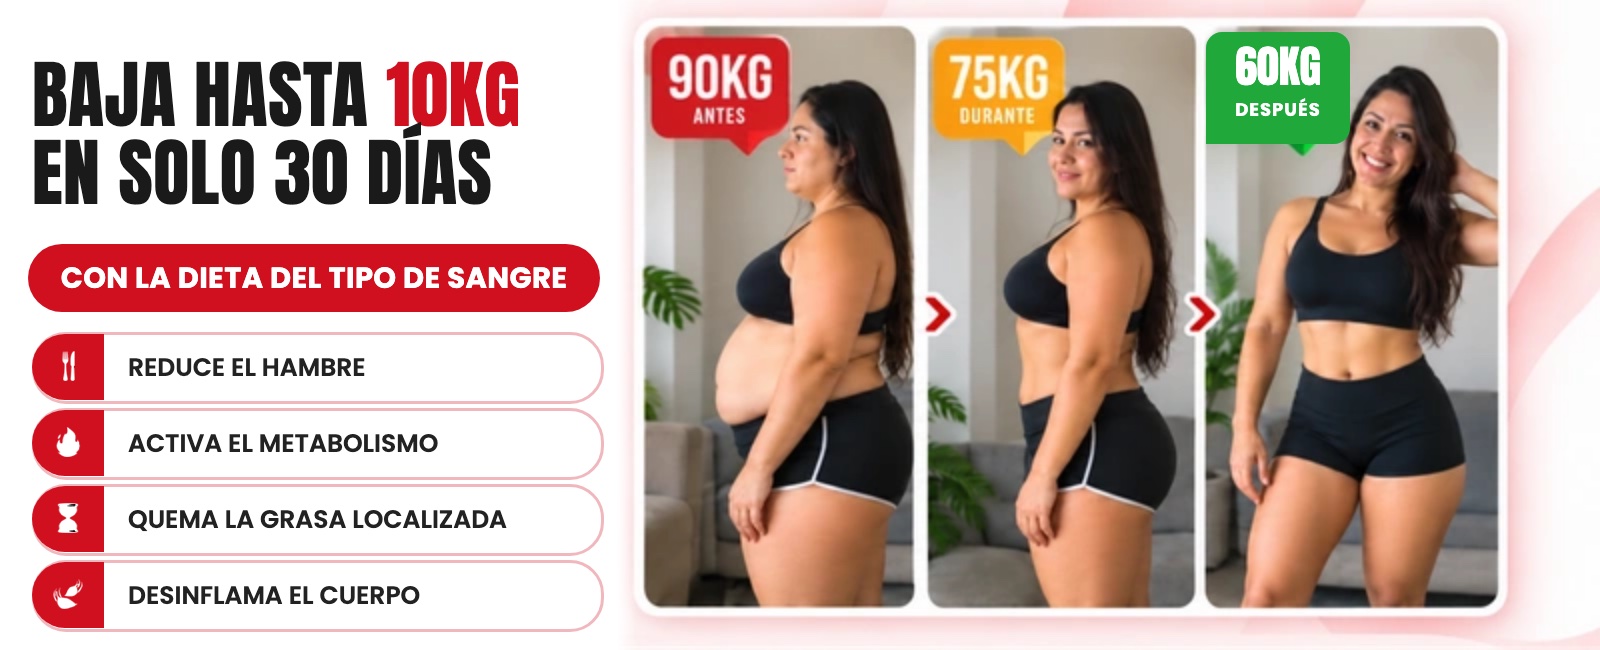 BAJA HASTA 10KG
EN SOLO 30 DÍAS
CON LA DIETA DEL TIPO DE SANGRE
REDUCE EL HAMBRE
ACTIVA EL METABOLISMO
QUEMA LA GRASA LOCALIZADA
DESINFLAMA EL CUERPO
90KG
ANTES
75KG
DURANTE
60KG
DESPUÉS